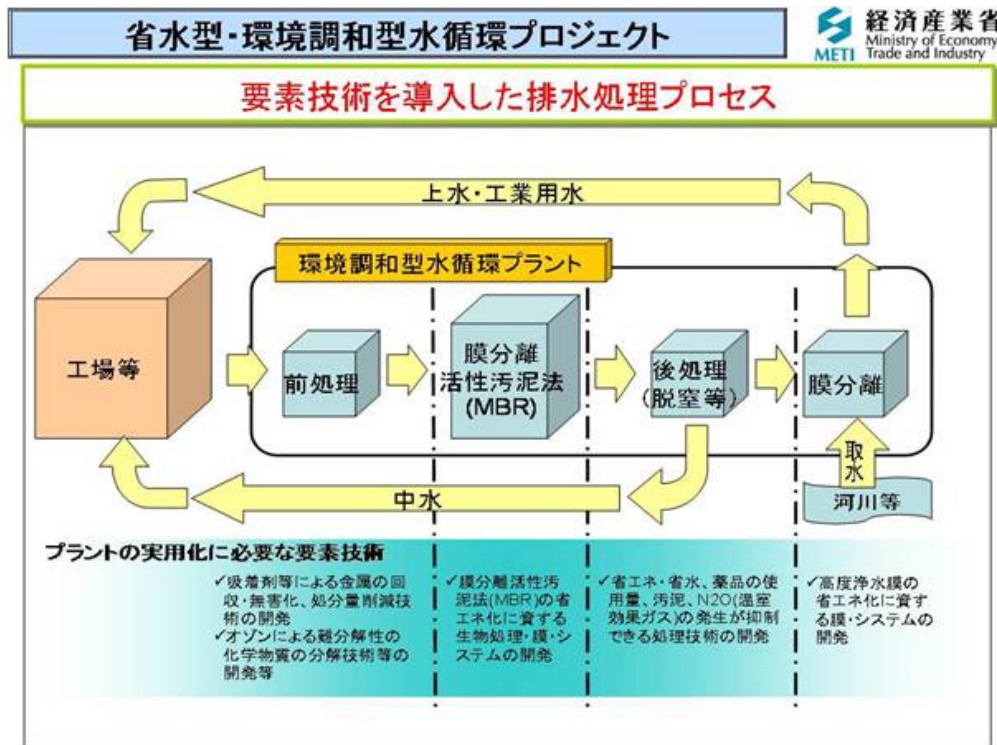 省水型・環境調和型水循環プロジェクト
経済産業省
Ministry of Economy
Trade and Industry
METI
要素技術を導入した排水処理プロセス
上水・工業用水
環境調和型水循環プラント
工場等
前処理
膜分離
活性汚泥法
(MBR)
後処理
(脱窒等)
膜分離
取水
河川等
中水
プラントの実用化に必要な要素技術
✓吸着剤等による金属の回
収・無害化、処分量削減技
術の開発
✓オゾンによる難分解性の
化学物質の分解技術等の
開発等
✓膜分離活性汚
泥法(MBR)の省
エネ化に資する
生物処理・膜・シ
ステムの開発
✓省エネ・省水、薬品の使
用量、汚泥、N2O(温室
効果ガス)の発生が抑制
できる処理技術の開発
✓高度浄水膜の
省エネ化に資す
る膜・システムの
開発